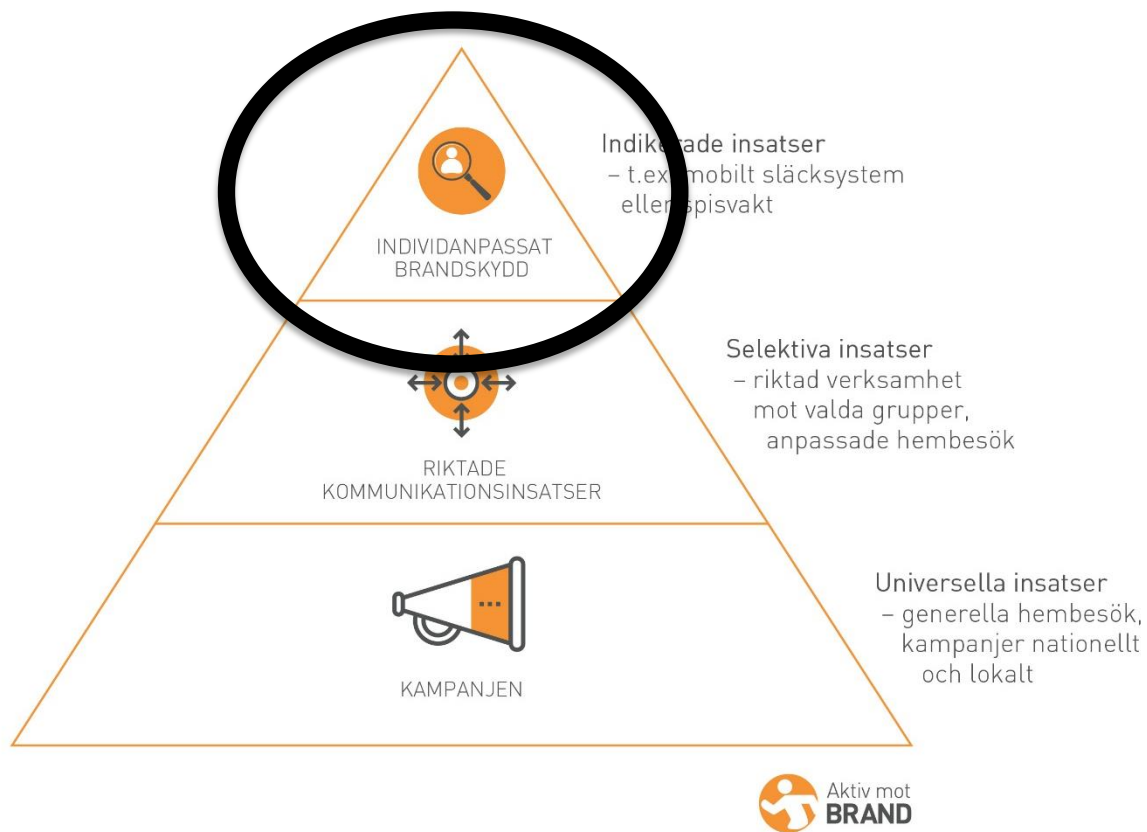 Indikerade insatser
– t.ex. mobilt släcksystem
eller spisvakt
INDIVIDANPASSAT
BRANDSKYDD
Selektiva insatser
– riktad verksamhet
mot valda grupper,
anpassade hembesök
RIKTADE
KOMMUNIKATIONSINSATSER
Universella insatser
– generella hembesök,
kampanjer nationellt
och lokalt
KAMPANJEN
Aktiv mot
BRAND